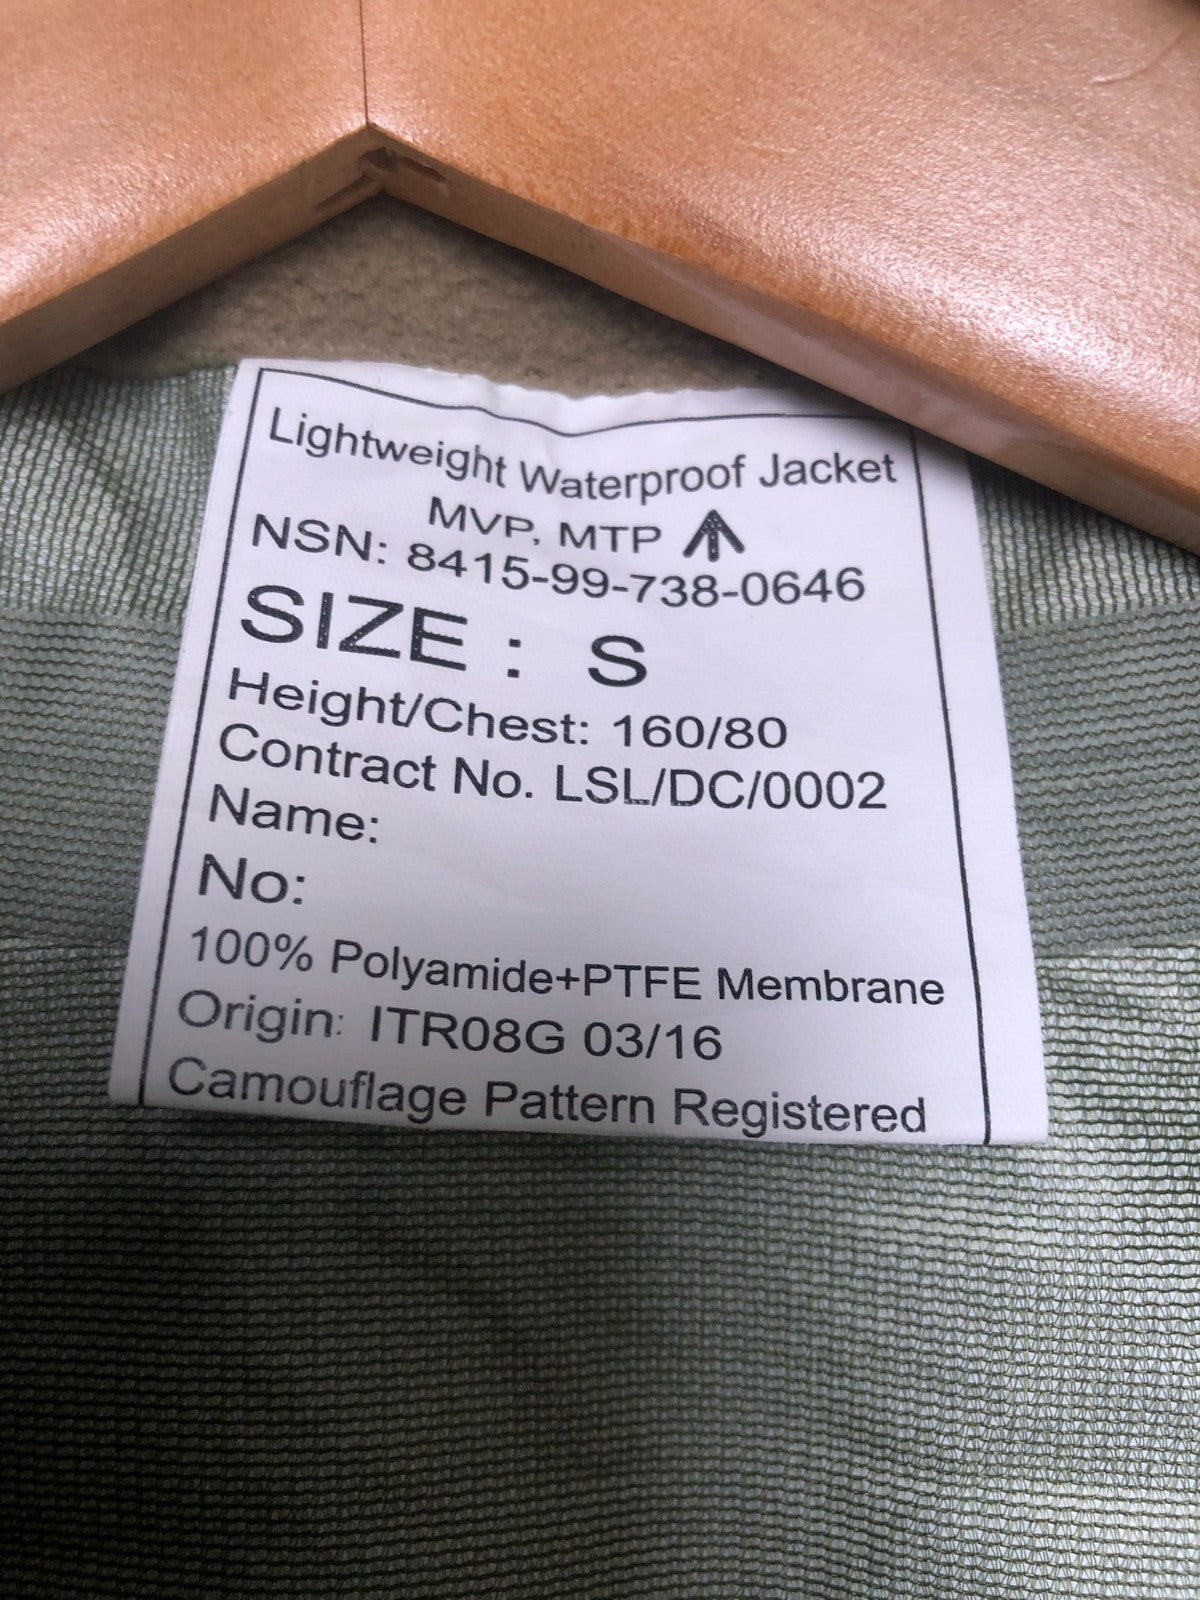 Lightweight Waterproof Jacket
MVP, MTP
NSN: 8415-99-738-0646
SIZE : S
Height/Chest: 160/80
Contract No. LSL/DC/0002
Name:
No:
100% Polyamide+PTFE Membrane
Origin: ITR08G 03/16
Camouflage Pattern Registered